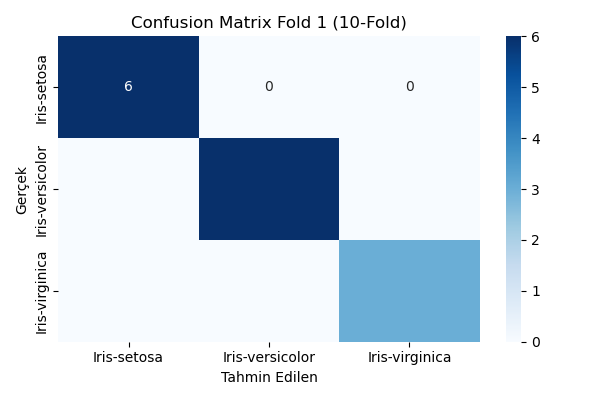 Confusion Matrix Fold 1 (10-Fold)
Iris-setosa
Iris-versicolor
Iris-virginica
Gerçek
6 0 0
Iris-setosa Iris-versicolor Iris-virginica
Tahmin Edilen
6
5
4
3
2
1
0